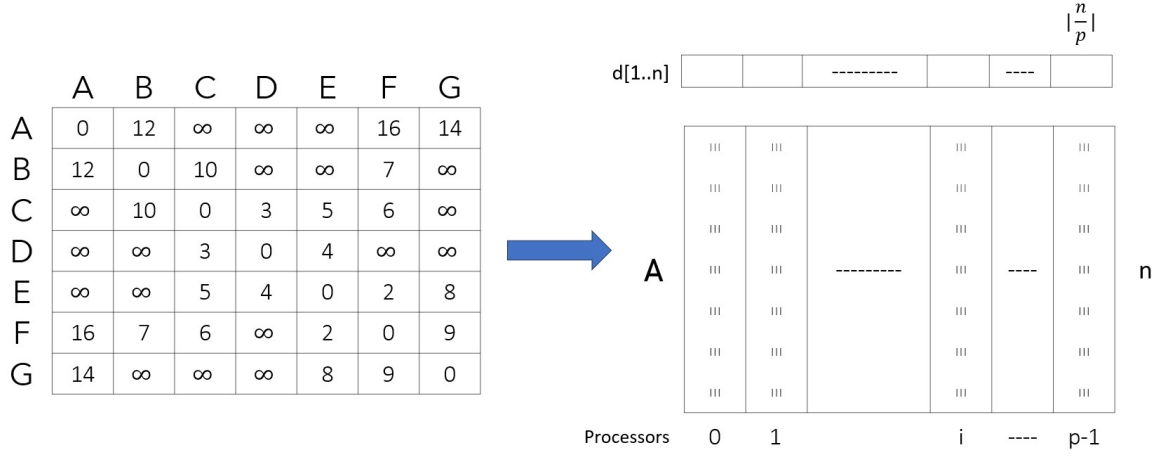 |n/p|
d[1..n] --------- ----
A B C D E F G
A 0 12 ∞ ∞ ∞ 16 14
B 12 0 10 ∞ ∞ 7 ∞
C ∞ 10 0 3 5 6 ∞
D ∞ ∞ 3 0 4 ∞ ∞
E ∞ ∞ 5 4 0 2 8
F 16 7 6 ∞ 2 0 9
G 14 ∞ ∞ ∞ 8 9 0
A --------- ---- n
Processors 0 1 i ---- p-1